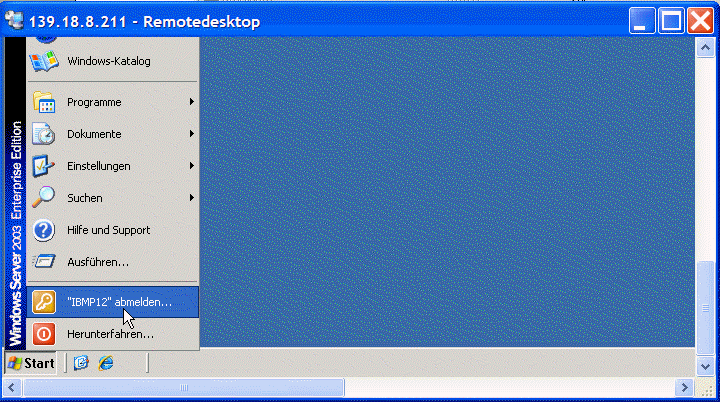 139.18.8.211 - Remotedesktop
Windows-Katalog
Programme
Dokumente
Einstellungen
Suchen
Hilfe und Support
Ausführen...
"IBMP12" abmelden...
Herunterfahren...
Windows Server 2003 Enterprise Edition
Start